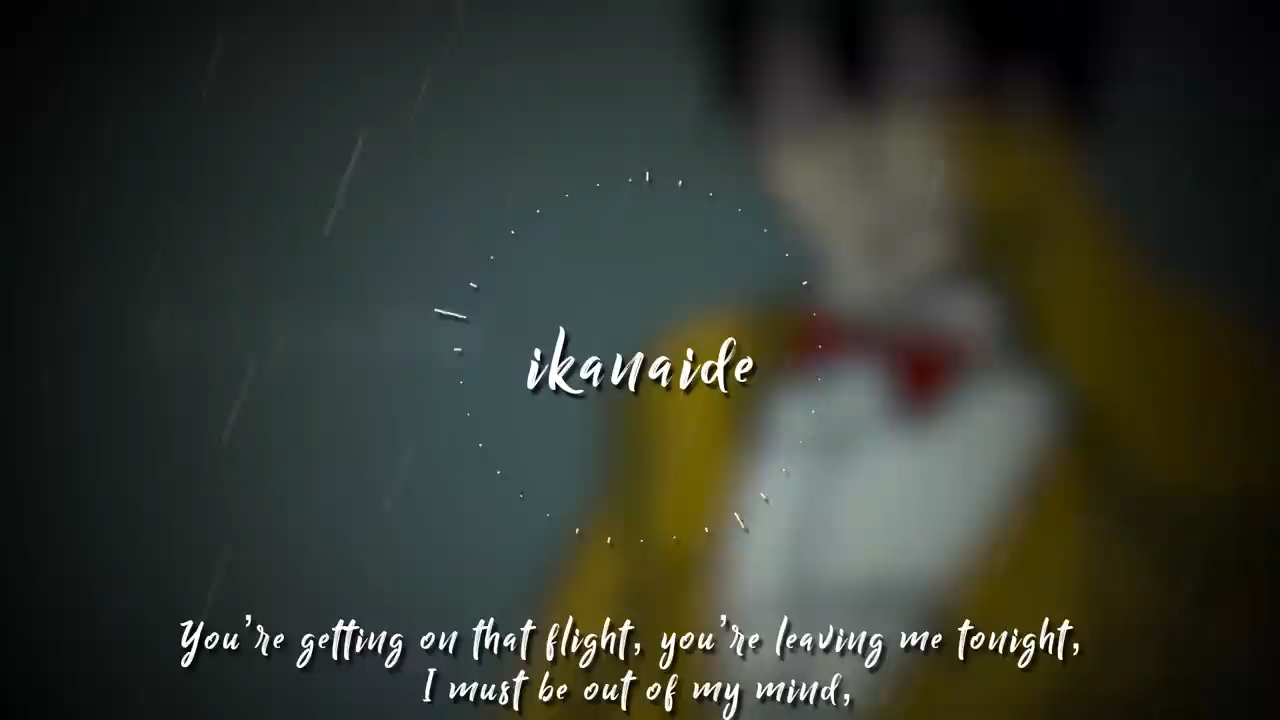 ikanaide
You're getting on that flight, you're leaving me tonight,
I must be out of my mind,